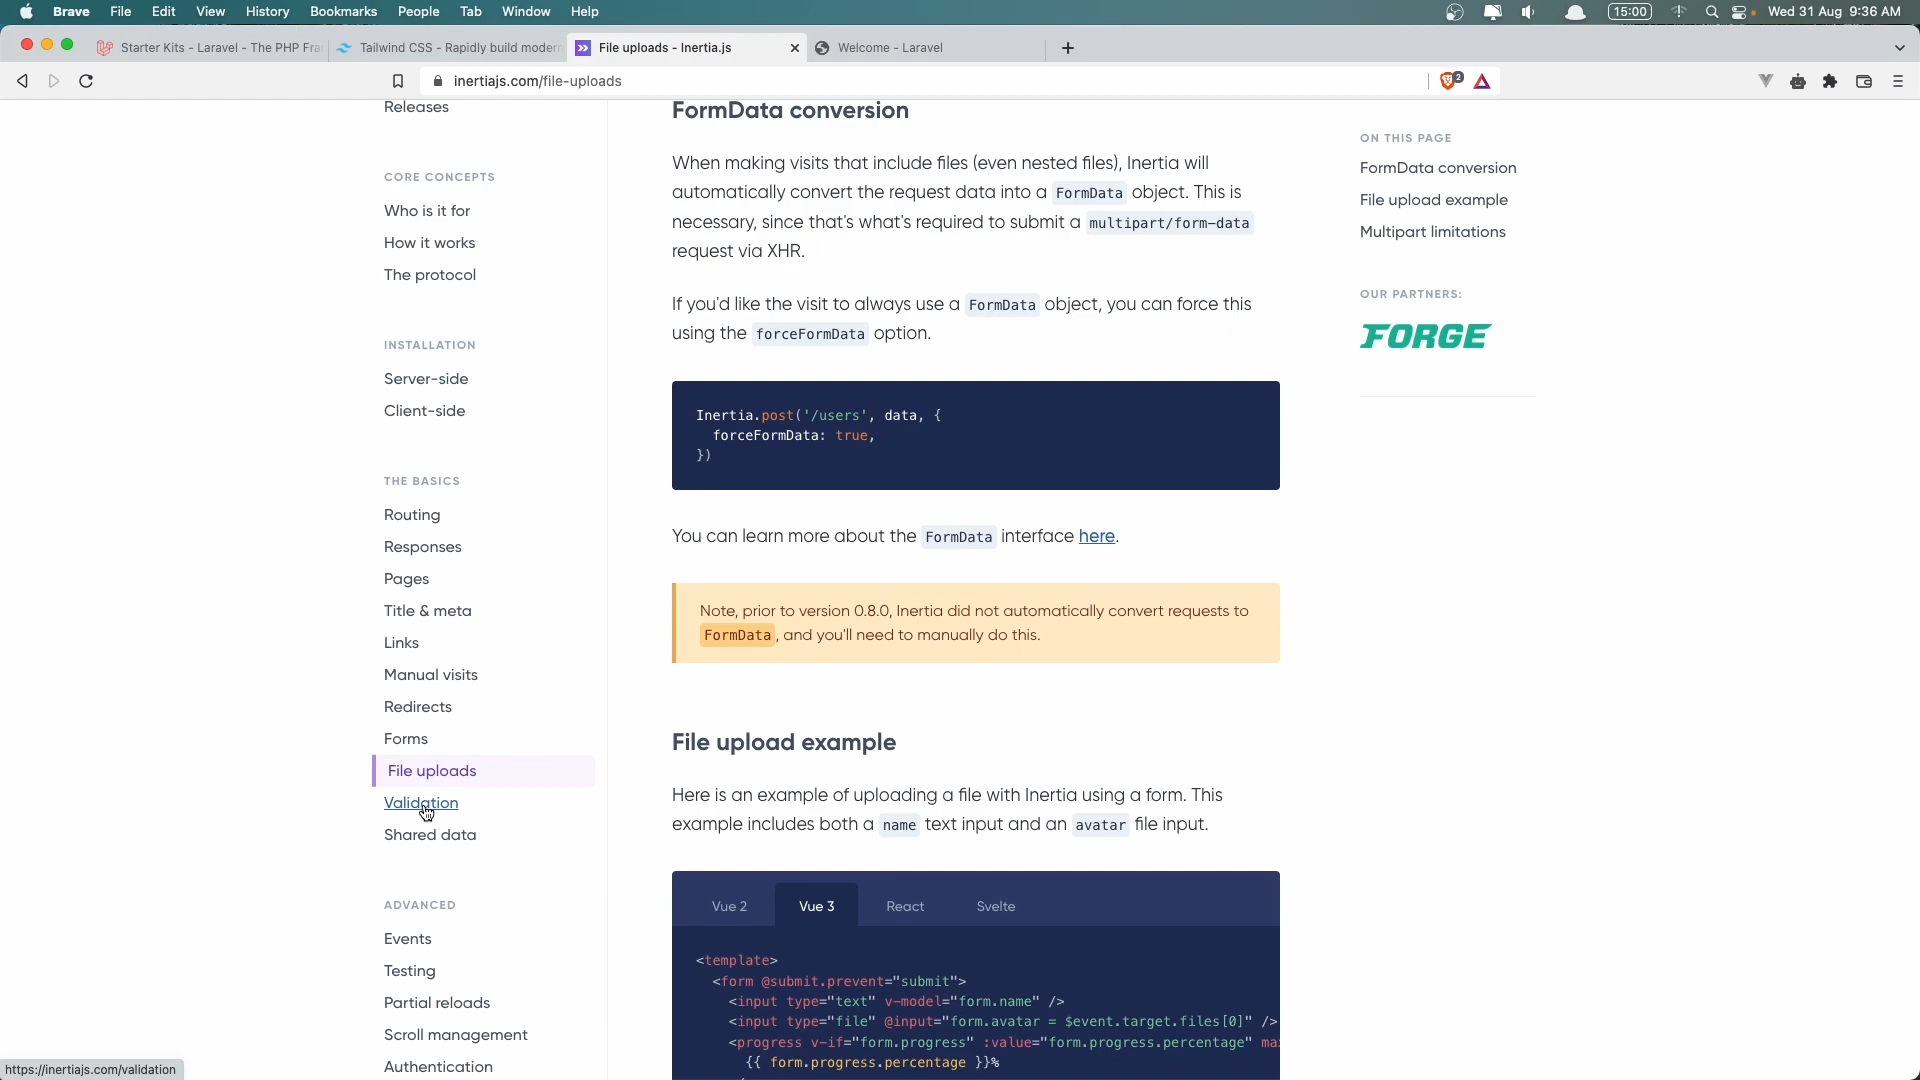 Brave File Edit View History Bookmarks People Tab Window Help 15:00 Wed 31 Aug 9:36 AM
Starter Kits - Laravel - The PHP Fra Tailwind CSS - Rapidly build moder File uploads - Inertia.js Welcome - Laravel
inertiajs.com/file-uploads 2
Releases
CORE CONCEPTS
Who is it for
How it works
The protocol
INSTALLATION
Server-side
Client-side
THE BASICS
Routing
Responses
Pages
Title & meta
Links
Manual visits
Redirects
Forms
File uploads
Validation
Shared data
ADVANCED
Events
Testing
Partial reloads
Scroll management
Authentication
FormData conversion
When making visits that include files (even nested files), Inertia will
automatically convert the request data into a FormData object. This is
necessary, since that's what's required to submit a multipart/form-data
request via XHR.
If you'd like the visit to always use a FormData object, you can force this
using the forceFormData option.
Inertia.post('/users', data, {
forceFormData: true,
})
You can learn more about the FormData interface here.
Note, prior to version 0.8.0, Inertia did not automatically convert requests to
FormData, and you'll need to manually do this.
File upload example
Here is an example of uploading a file with Inertia using a form. This
example includes both a name text input and an avatar file input.
Vue 2 Vue 3 React Svelte
<template>
<form @submit.prevent="submit">
<input type="text" v-model="form.name" />
<input type="file" @input="form.avatar = $event.target.files[0]" />
<progress v-if="form.progress" :value="form.progress.percentage" ma
{{ form.progress.percentage }}%
ON THIS PAGE
FormData conversion
File upload example
Multipart limitations
OUR PARTNERS:
FORGE
https://inertiajs.com/validation